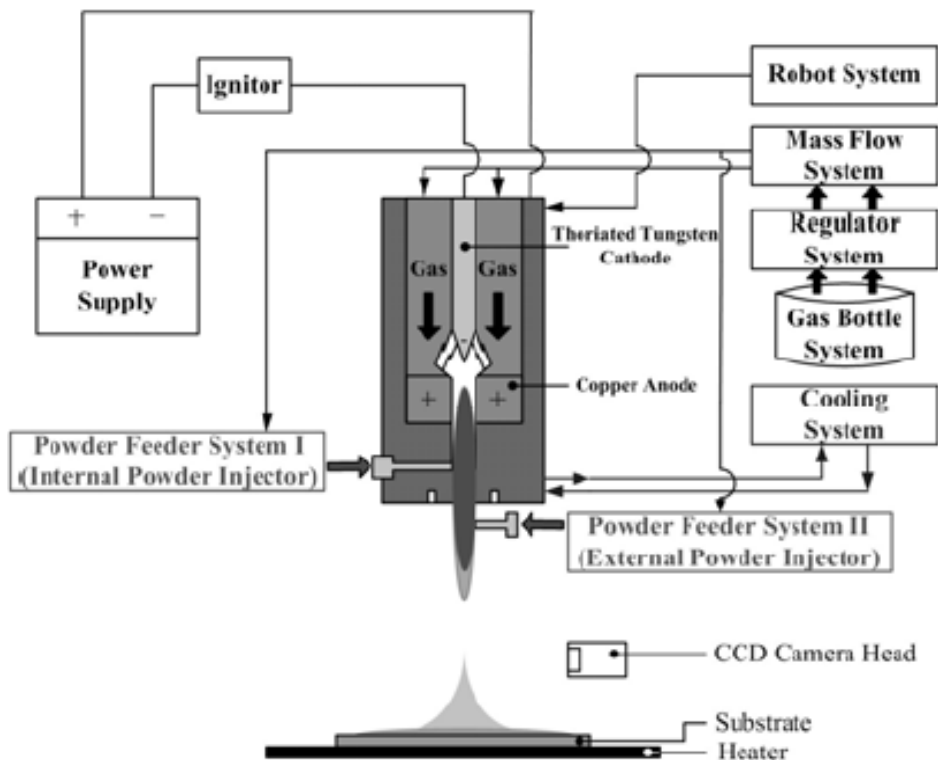 Ignitor
Robot System
Mass Flow
System
+ −
Power
Supply
Thoriated Tungsten
Cathode
Regulator
System
Gas
Gas
-
Gas Bottle
System
Copper Anode
+
+
Cooling
System
Powder Feeder System I
(Internal Powder Injector)
Powder Feeder System II
(External Powder Injector)
CCD Camera Head
Substrate
Heater